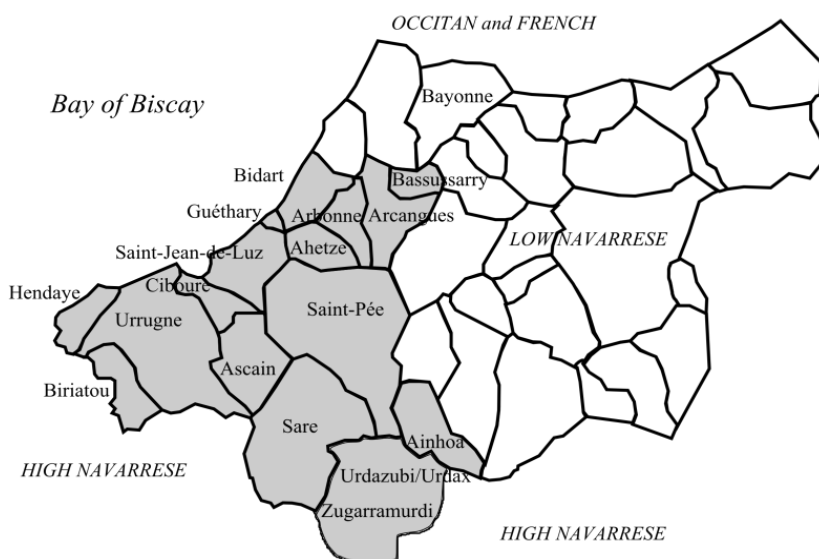 OCCITAN and FRENCH
Bay of Biscay
Bayonne
Bidart
Bassussarry
Guéthary
Arbonne
Arcangues
Saint-Jean-de-Luz
Ahetze
LOW NAVARRESE
Hendaye
Ciboure
Urrugne
Saint-Pée
Ascain
Biriatou
Sare
Ainhoa
HIGH NAVARRESE
Urdazubi/Urdax
Zugarramurdi
HIGH NAVARRESE